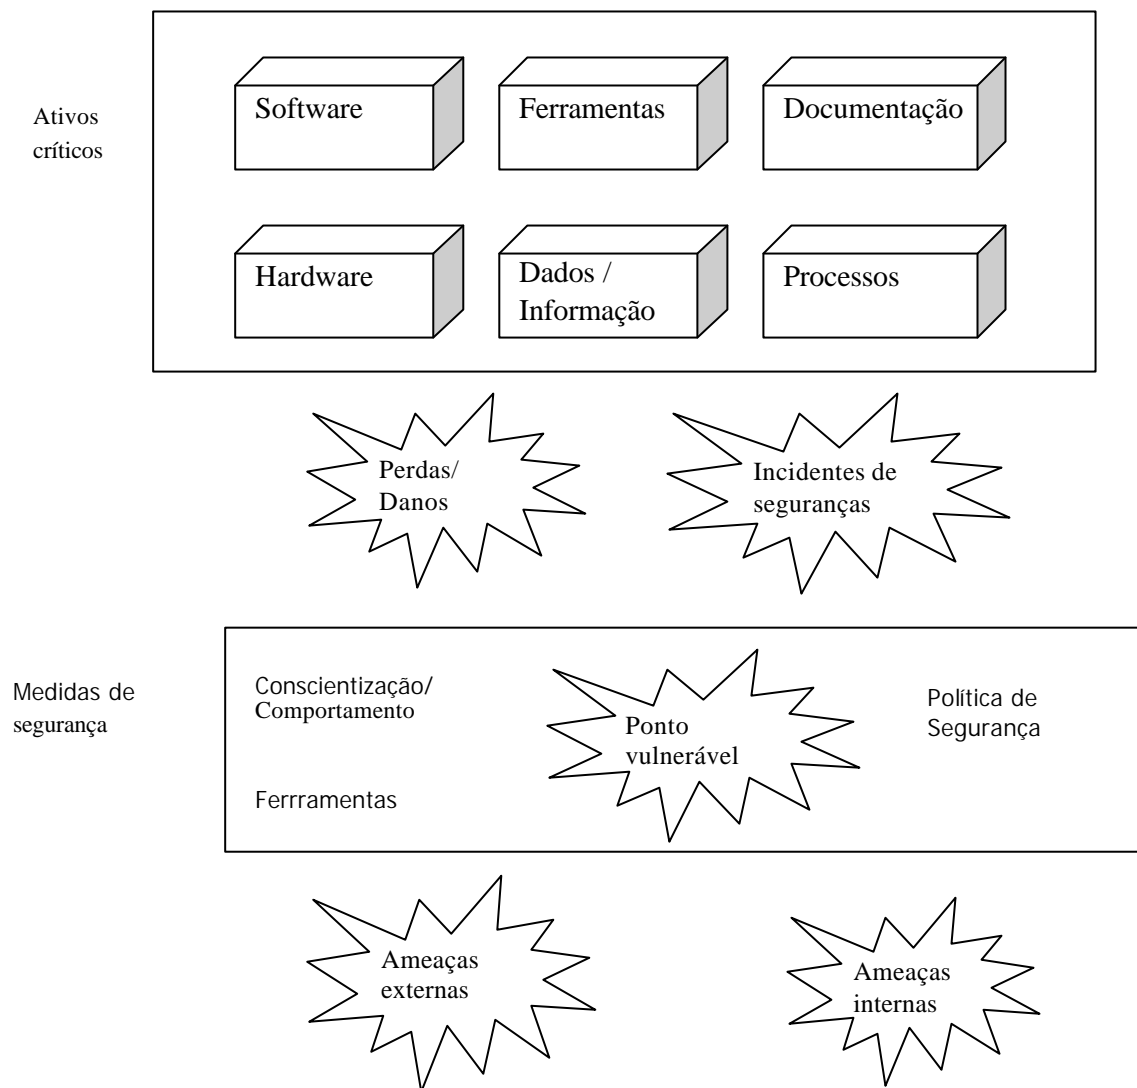 Ativos
críticos
Software
Ferramentas
Documentação
Hardware
Dados /
Informação
Processos
Perdas/
Danos
Incidentes de
seguranças
Medidas de
segurança
Conscientização/
Comportamento
Ferrramentas
Ponto
vulnerável
Política de
Segurança
Ameaças
externas
Ameaças
internas